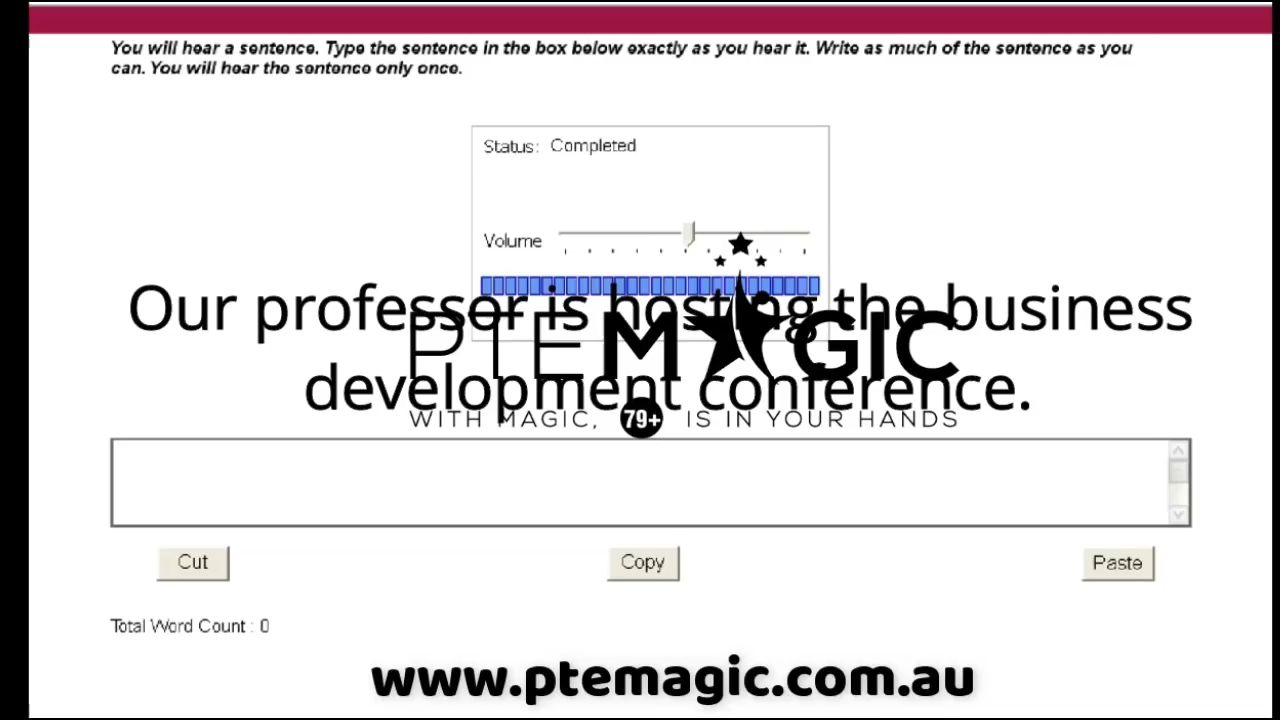 You will hear a sentence. Type the sentence in the box below exactly as you hear it. Write as much of the sentence as you
can. You will hear the sentence only once.
Status: Completed
Volume
Our professor is hosting the business
PTEMAGIC
development conference.
WITH MAGIC, 79+ IS IN YOUR HANDS
Cut Copy Paste
Total Word Count : 0
www.ptemagic.com.au